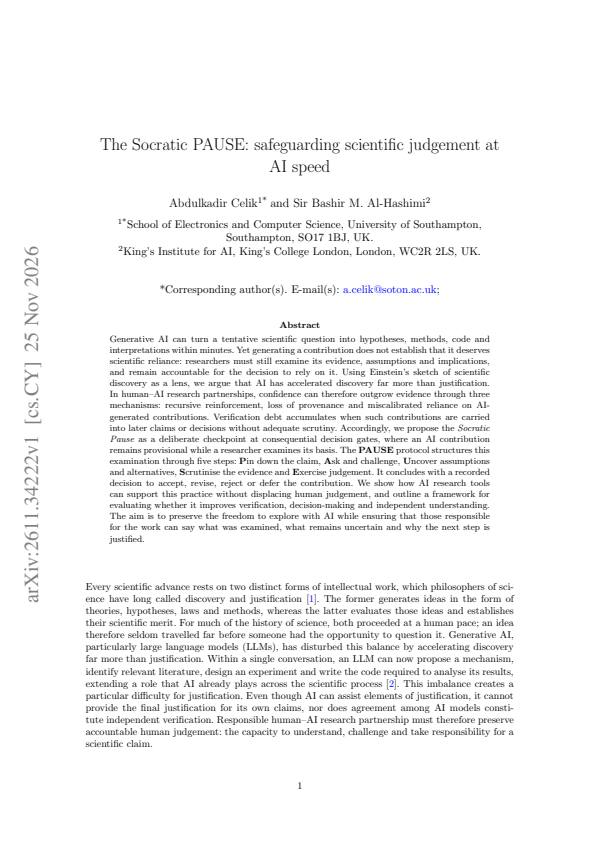 arXiv:2611.34222v1 [cs.CY] 25 Nov 2026
The Socratic PAUSE: safeguarding scientific judgement at
AI speed
Abdulkadir Celik1* and Sir Bashir M. Al-Hashimi2
1*School of Electronics and Computer Science, University of Southampton,
Southampton, SO17 1BJ, UK.
2King's Institute for AI, King's College London, London, WC2R 2LS, UK.
*Corresponding author(s). E-mail(s): a.celik@soton.ac.uk;
Abstract
Generative AI can turn a tentative scientific question into hypotheses, methods, code and
interpretations within minutes. Yet generating a contribution does not establish that it deserves
scientific reliance: researchers must still examine its evidence, assumptions and implications,
and remain accountable for the decision to rely on it. Using Einstein's sketch of scientific
discovery as a lens, we argue that AI has accelerated discovery far more than justification.
In human–AI research partnerships, confidence can therefore outgrow evidence through three
mechanisms: recursive reinforcement, loss of provenance and miscalibrated reliance on AI-
generated contributions. Verification debt accumulates when such contributions are carried
into later claims or decisions without adequate scrutiny. Accordingly, we propose the Socratic
Pause as a deliberate checkpoint at consequential decision gates, where an AI contribution
remains provisional while a researcher examines its basis. The PAUSE protocol structures this
examination through five steps: Pin down the claim, Ask and challenge, Uncover assumptions
and alternatives, Scrutinise the evidence and Exercise judgement. It concludes with a recorded
decision to accept, revise, reject or defer the contribution. We show how AI research tools
can support this practice without displacing human judgement, and outline a framework for
evaluating whether it improves verification, decision-making and independent understanding.
The aim is to preserve the freedom to explore with AI while ensuring that those responsible
for the work can say what was examined, what remains uncertain and why the next step is
justified.
Every scientific advance rests on two distinct forms of intellectual work, which philosophers of sci-
ence have long called discovery and justification [1]. The former generates ideas in the form of
theories, hypotheses, laws and methods, whereas the latter evaluates those ideas and establishes
their scientific merit. For much of the history of science, both proceeded at a human pace; an idea
therefore seldom travelled far before someone had the opportunity to question it. Generative AI,
particularly large language models (LLMs), has disturbed this balance by accelerating discovery
far more than justification. Within a single conversation, an LLM can now propose a mechanism,
identify relevant literature, design an experiment and write the code required to analyse its results,
extending a role that AI already plays across the scientific process [2]. This imbalance creates a
particular difficulty for justification. Even though AI can assist elements of justification, it cannot
provide the final justification for its own claims, nor does agreement among AI models consti-
tute independent verification. Responsible human–AI research partnership must therefore preserve
accountable human judgement: the capacity to understand, challenge and take responsibility for a
scientific claim.
1